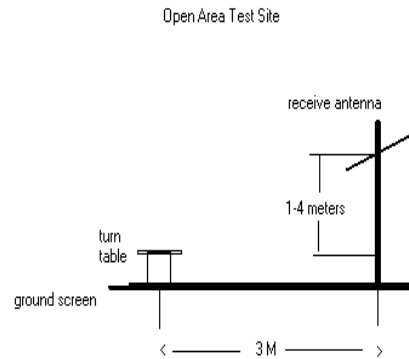 Open Area Test Site
receive antenna
1-4 meters
turn
table
ground screen
3 M